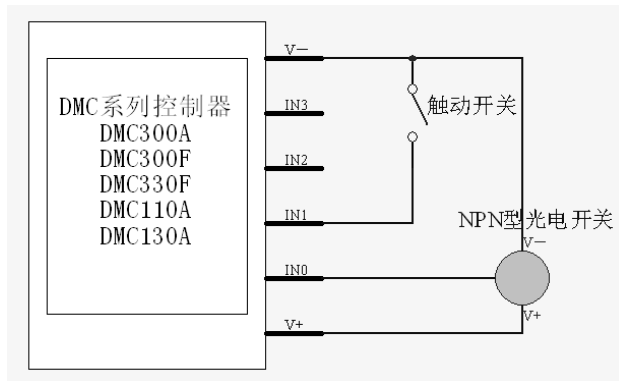 V－
DMC系列控制器
IN3
触动开关
DMC300A
DMC300F
IN2
DMC330F
DMC110A
IN1
NPN型光电开关
DMC130A
V－
IN0
V+
V+